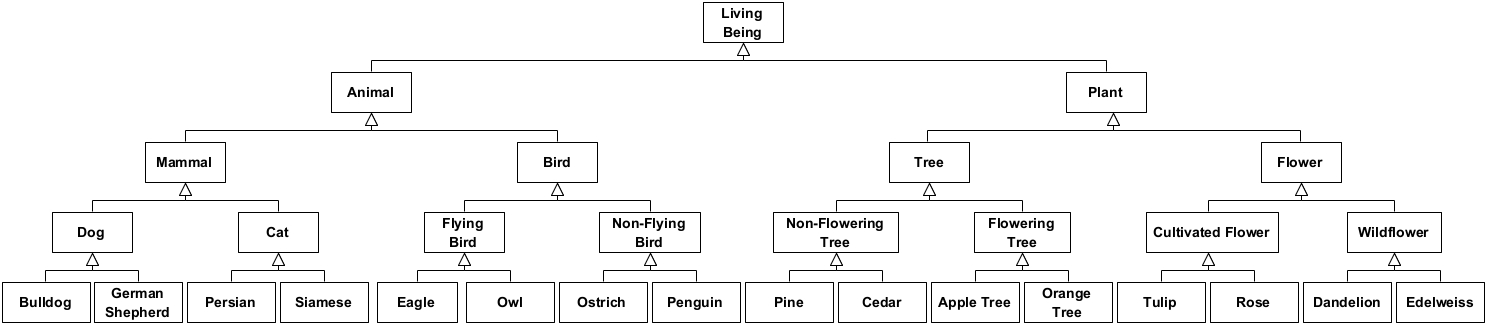 Living
Being
Animal
Plant
Mammal
Bird
Tree
Flower
Dog
Cat
Flying
Bird
Non-Flying
Bird
Non-Flowering
Tree
Flowering
Tree
Cultivated Flower
Wildflower
Bulldog
German
Shepherd
Persian
Siamese
Eagle
Owl
Ostrich
Penguin
Pine
Cedar
Apple Tree
Orange
Tree
Tulip
Rose
Dandelion
Edelweiss